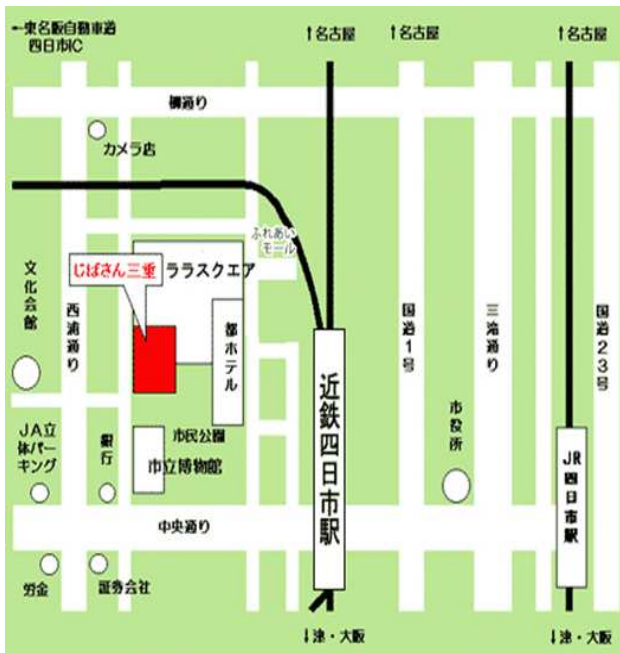 ←東名阪自動車道
四日市IC
↑名古屋
↑名古屋
↑名古屋
柳通り
カメラ店
ふれあい
モール
じばさん三重
ララスクエア
文化会館
西浦通り
都ホテル
国道1号
三滝通り
国道23号
近鉄四日市駅
市役所
JA立
体パー
キング
銀行
市民公園
市立博物館
JR四日市駅
中央通り
労金
証券会社
↓津・大阪
↓津・大阪